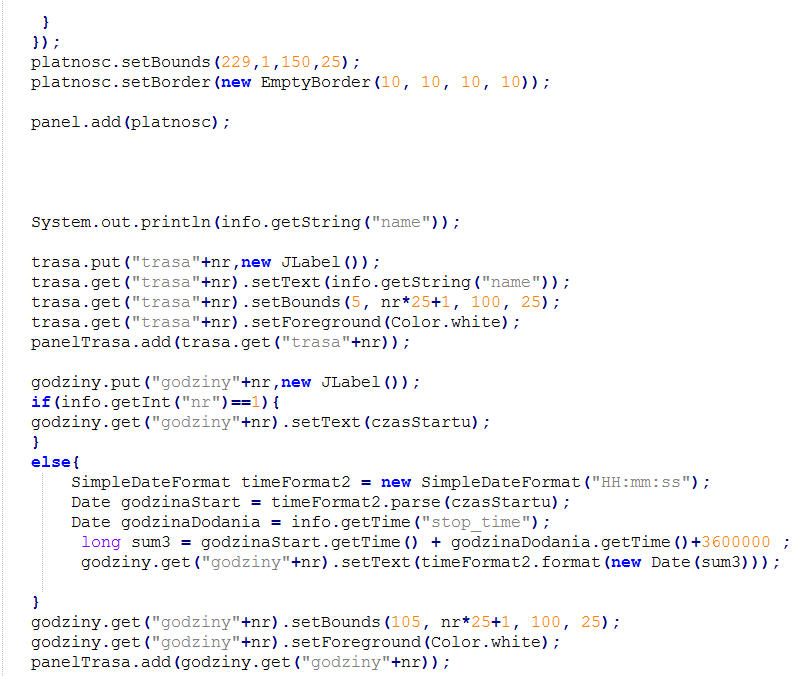 }
});
platnosc.setBounds(229,1,150,25);
platnosc.setBorder(new EmptyBorder(10, 10, 10, 10));
panel.add(platnosc);
System.out.println(info.getString("name"));
trasa.put("trasa"+nr,new JLabel());
trasa.get("trasa"+nr).setText(info.getString("name"));
trasa.get("trasa"+nr).setBounds(5, nr*25+1, 100, 25);
trasa.get("trasa"+nr).setForeground(Color.white);
panelTrasa.add(trasa.get("trasa"+nr));
godziny.put("godziny"+nr,new JLabel());
if(info.getInt("nr")==1){
godziny.get("godziny"+nr).setText(czasStartu);
}
else{
SimpleDateFormat timeFormat2 = new SimpleDateFormat("HH:mm:ss");
Date godzinaStart = timeFormat2.parse(czasStartu);
Date godzinaDodania = info.getTime("stop_time");
long sum3 = godzinaStart.getTime() + godzinaDodania.getTime()+3600000 ;
godziny.get("godziny"+nr).setText(timeFormat2.format(new Date(sum3)));
}
godziny.get("godziny"+nr).setBounds(105, nr*25+1, 100, 25);
godziny.get("godziny"+nr).setForeground(Color.white);
panelTrasa.add(godziny.get("godziny"+nr));